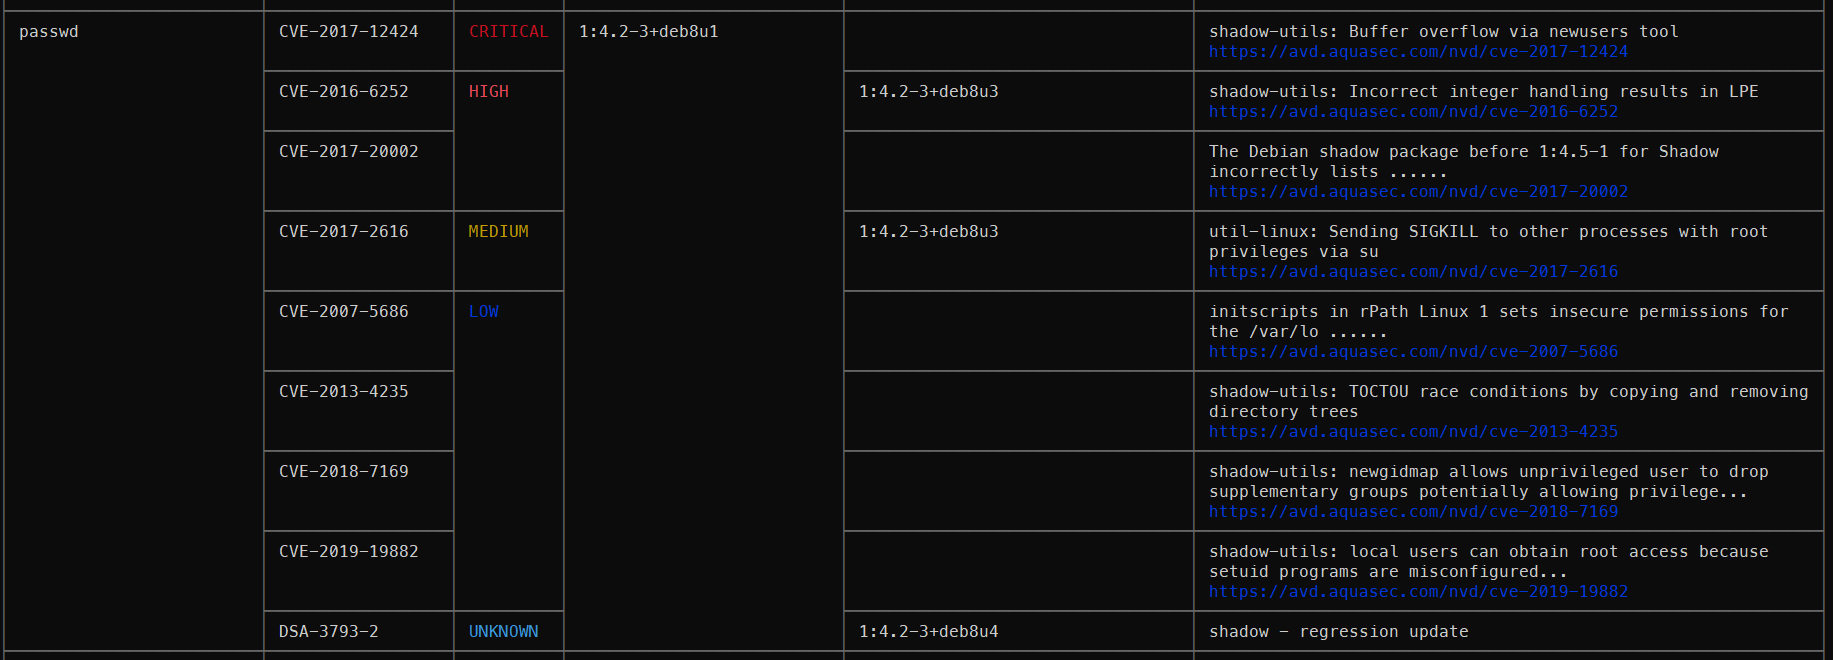 passwd CVE-2017-12424 CRITICAL 1:4.2-3+deb8u1 shadow-utils: Buffer overflow via newusers tool
https://avd.aquasec.com/nvd/cve-2017-12424
CVE-2016-6252 HIGH 1:4.2-3+deb8u3 shadow-utils: Incorrect integer handling results in LPE
https://avd.aquasec.com/nvd/cve-2016-6252
CVE-2017-20002 The Debian shadow package before 1:4.5-1 for Shadow
incorrectly lists ......
https://avd.aquasec.com/nvd/cve-2017-20002
CVE-2017-2616 MEDIUM 1:4.2-3+deb8u3 util-linux: Sending SIGKILL to other processes with root
privileges via su
https://avd.aquasec.com/nvd/cve-2017-2616
CVE-2007-5686 LOW initscripts in rPath Linux 1 sets insecure permissions for
the /var/lo ......
https://avd.aquasec.com/nvd/cve-2007-5686
CVE-2013-4235 shadow-utils: TOCTOU race conditions by copying and removing
directory trees
https://avd.aquasec.com/nvd/cve-2013-4235
CVE-2018-7169 shadow-utils: newgidmap allows unprivileged user to drop
supplementary groups potentially allowing privilege...
https://avd.aquasec.com/nvd/cve-2018-7169
CVE-2019-19882 shadow-utils: local users can obtain root access because
setuid programs are misconfigured...
https://avd.aquasec.com/nvd/cve-2019-19882
DSA-3793-2 UNKNOWN 1:4.2-3+deb8u4 shadow - regression update